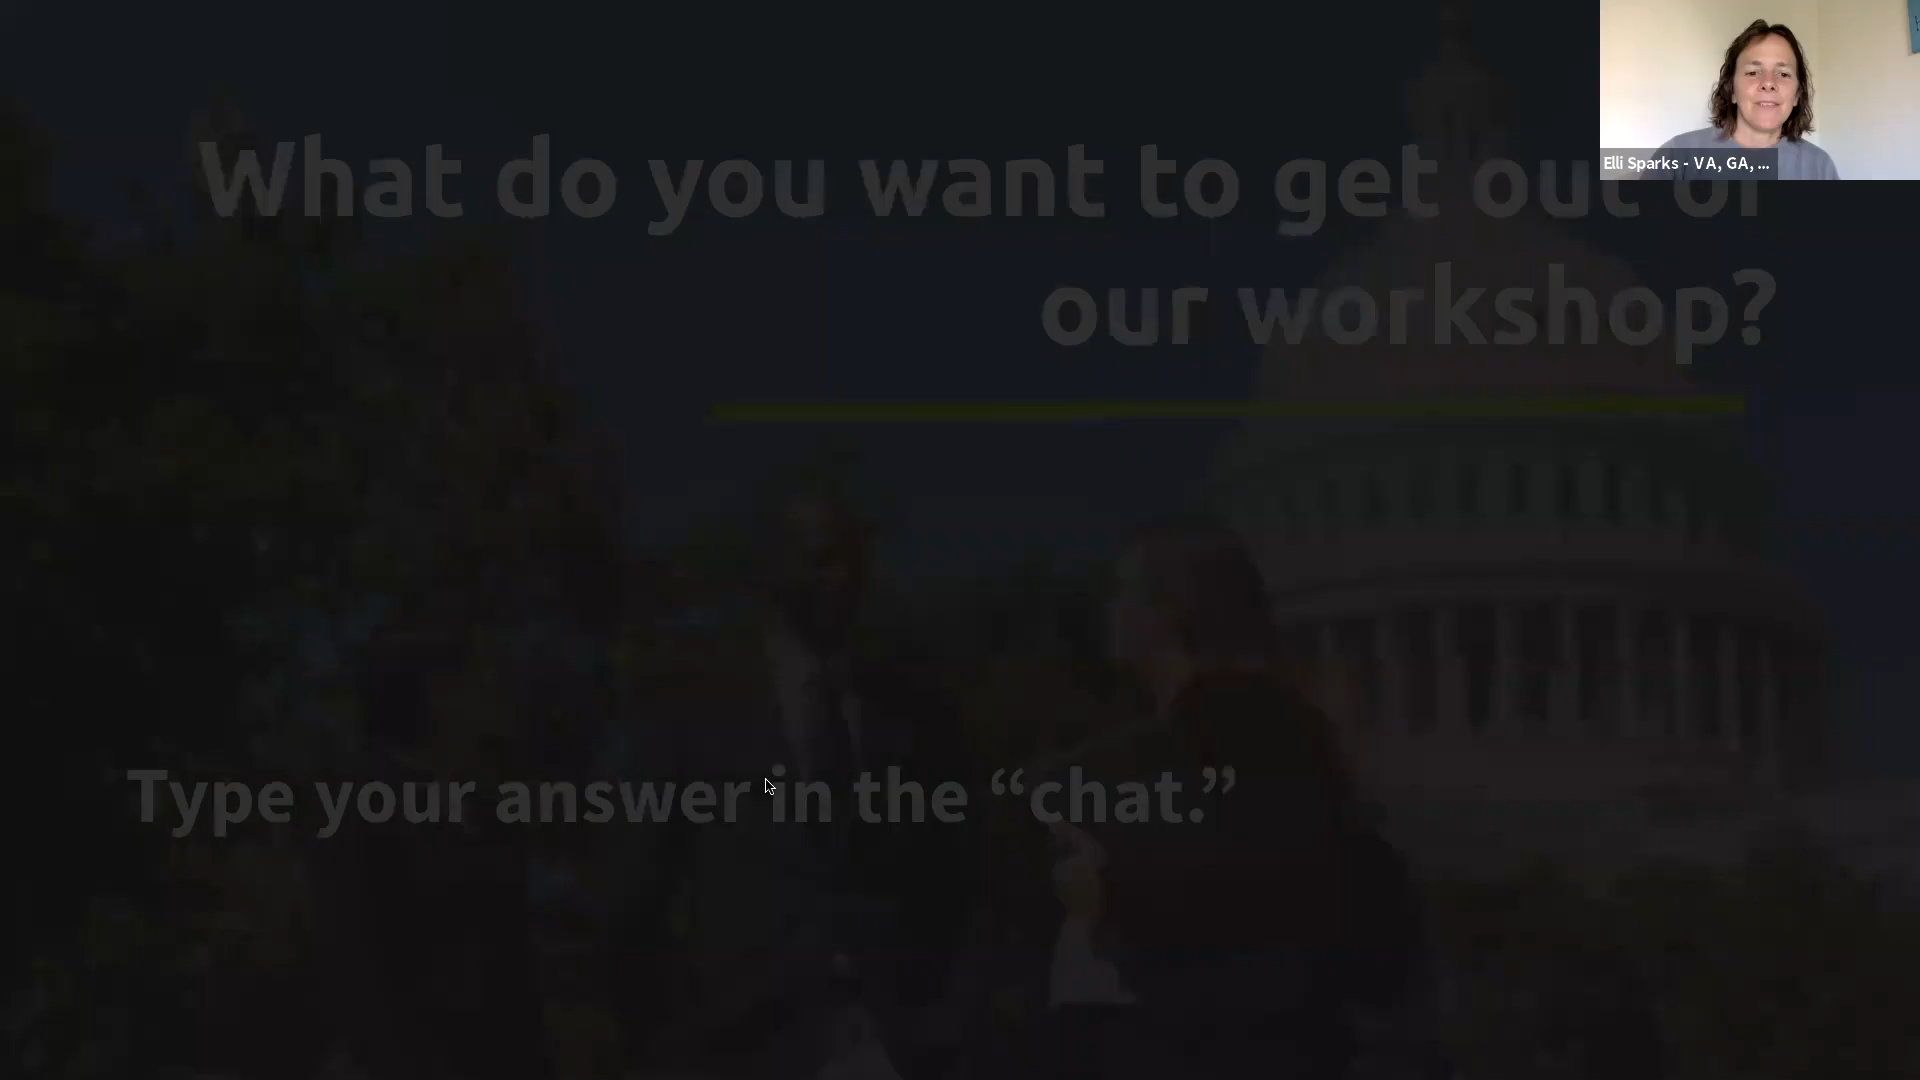 What do you want to get out of
our workshop?
Elli Sparks - VA, GA, ...
Type your answer in the “chat.”